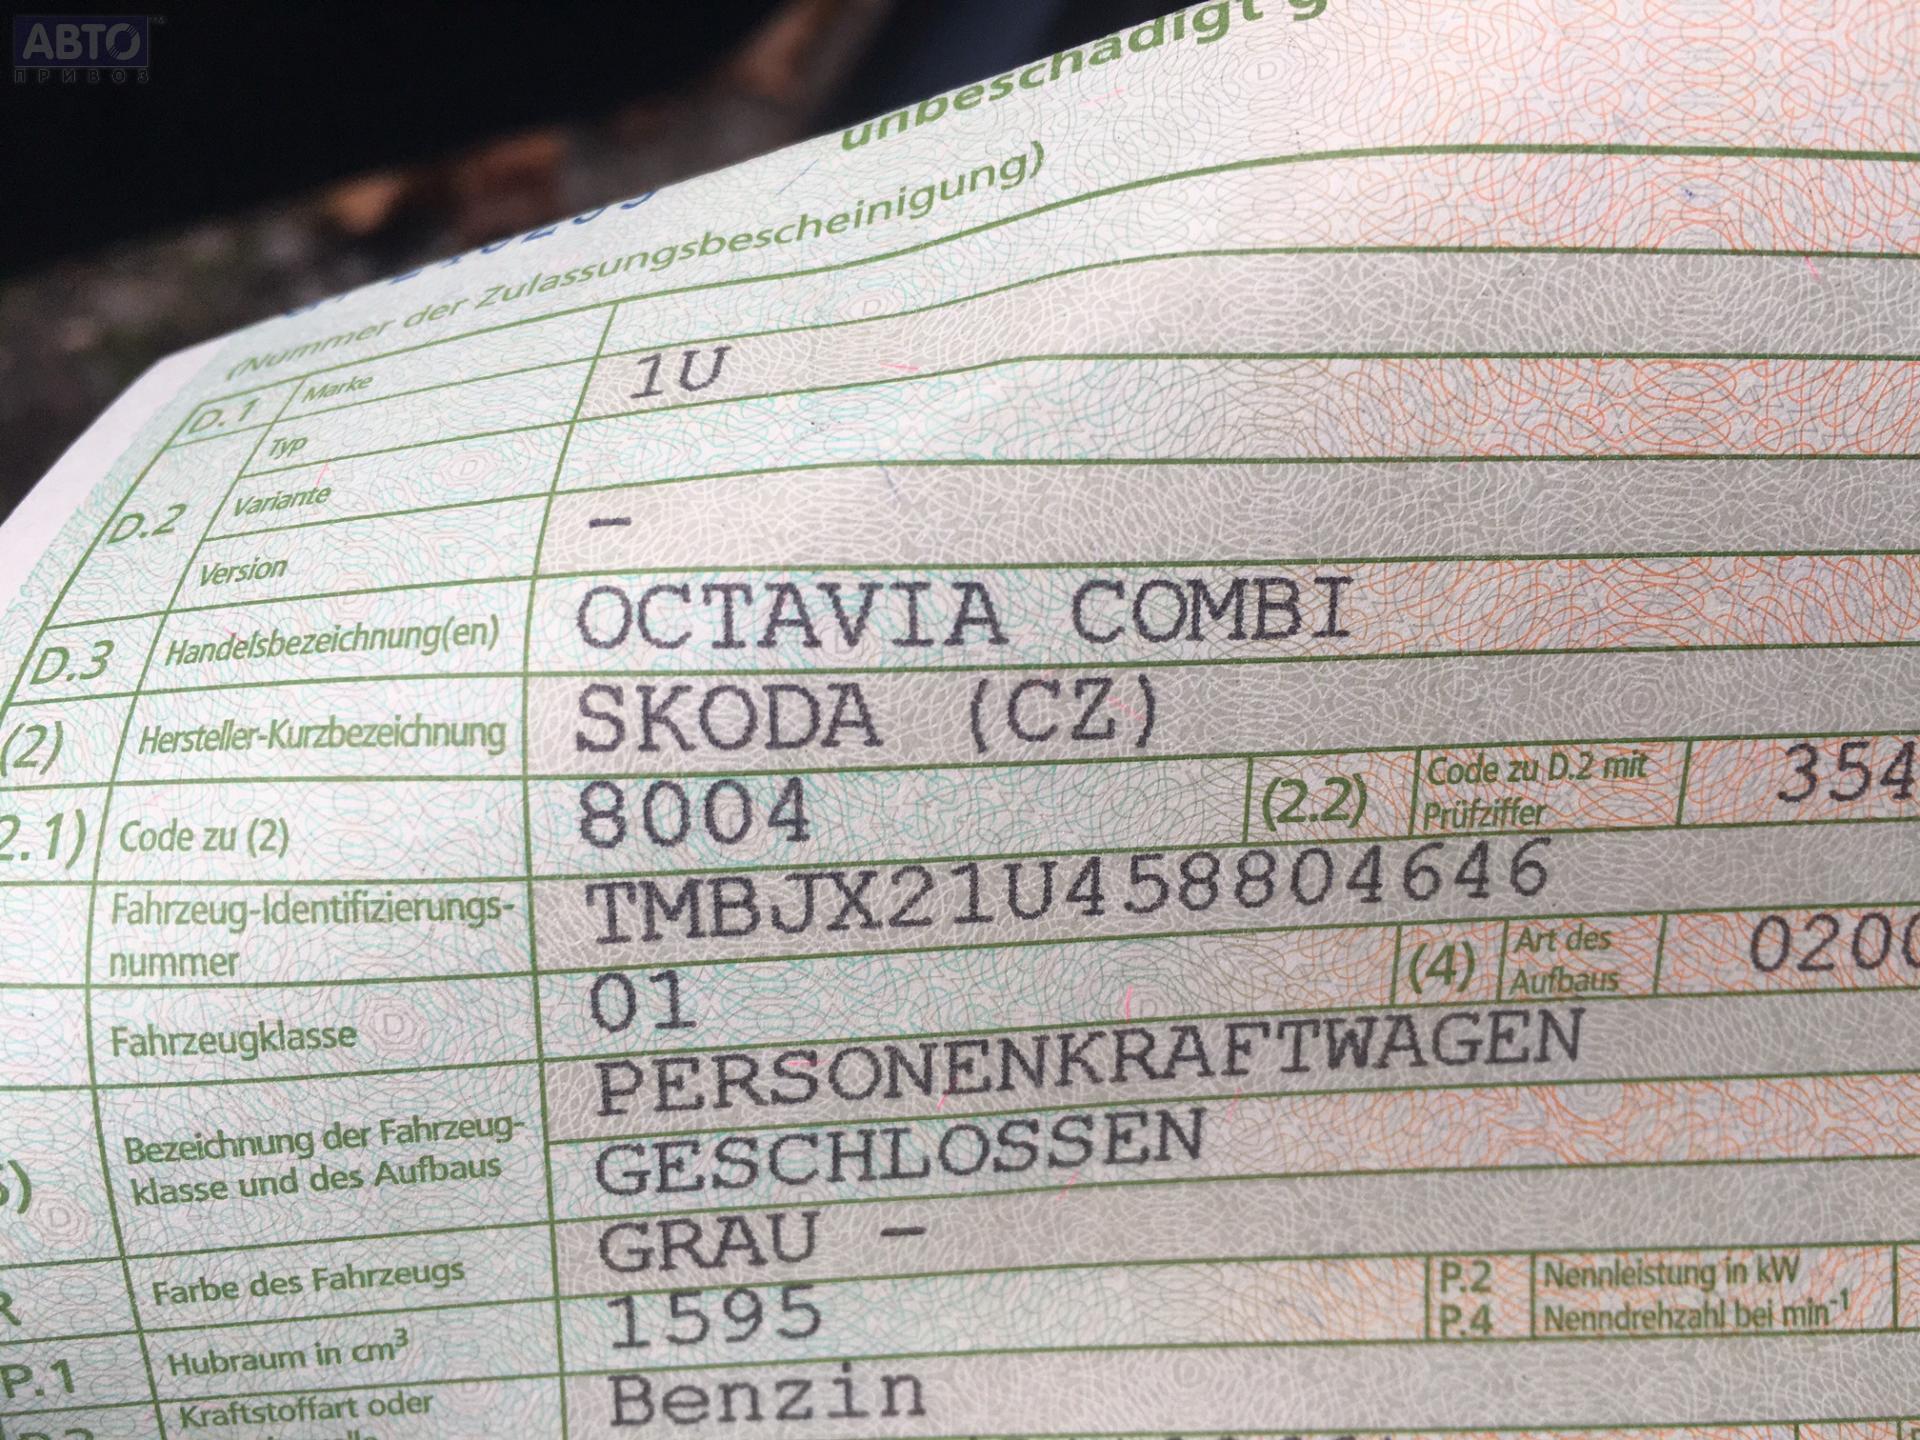 АВТО
ПРИВОЗ
unbeschädigt
(Nummer der Zulassungsbescheinigung)
D.1 Marke
D.2 Typ 1U
Variante
Version –
D.3 Handelsbezeichnung(en) OCTAVIA COMBI
(2) Hersteller-Kurzbezeichnung SKODA (CZ)
2.1) Code zu (2) 8004 (2.2) Code zu D.2 mit Prüfziffer 354
Fahrzeug-Identifizierungs-
nummer TMBJX21U458804646
Fahrzeugklasse 01 (4) Art des Aufbaus 020
Bezeichnung der Fahrzeug- PERSONENKRAFTWAGEN
klasse und des Aufbaus GESCHLOSSEN
R Farbe des Fahrzeugs GRAU –
P.1 Hubraum in cm³ 1595 P.2 Nennleistung in kW
P.4 Nenndrehzahl bei min⁻¹
Kraftstoffart oder Benzin